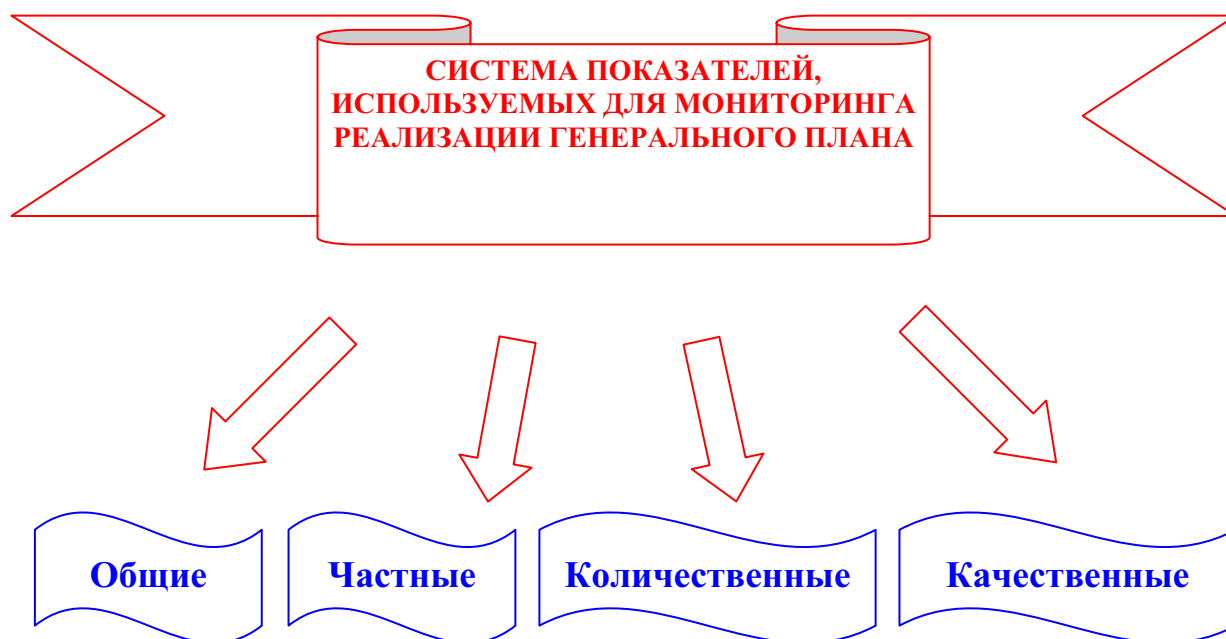 СИСТЕМА ПОКАЗАТЕЛЕЙ,
ИСПОЛЬЗУЕМЫХ ДЛЯ МОНИТОРИНГА
РЕАЛИЗАЦИИ ГЕНЕРАЛЬНОГО ПЛАНА
Общие Частные Количественные Качественные